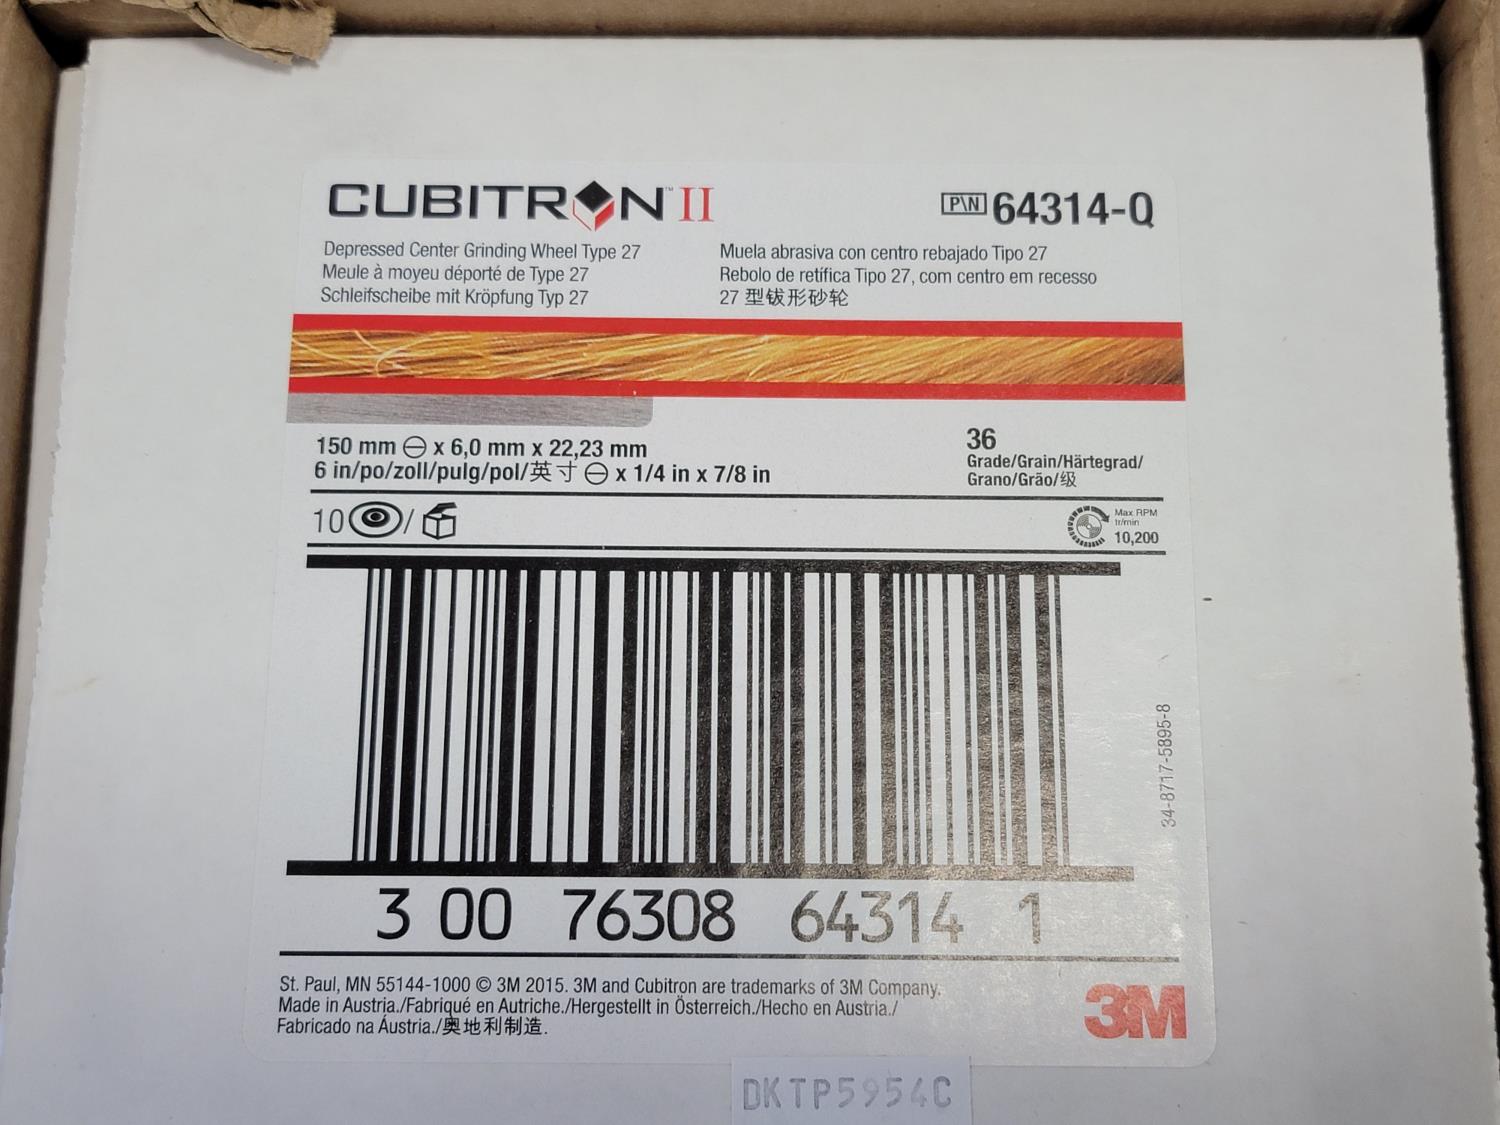 CUBITRON™ II
P\N 64314-Q
Depressed Center Grinding Wheel Type 27
Meule à moyeu déporté de Type 27
Schleifscheibe mit Kröpfung Typ 27
Muela abrasiva con centro rebajado Tipo 27
Rebolo de retífica Tipo 27, com centro em recesso
27 型钹形砂轮
150 mm ⊖ x 6,0 mm x 22,23 mm
6 in/po/zoll/pulg/pol/英寸 ⊖ x 1/4 in x 7/8 in
36
Grade/Grain/Härtegrad/
Grano/Grão/级
10 /
Max RPM
tr/min
10,200
34-8717-5895-8
3 00 76308 64314 1
St. Paul, MN 55144-1000 © 3M 2015. 3M and Cubitron are trademarks of 3M Company.
Made in Austria./Fabriqué en Autriche./Hergestellt in Österreich./Hecho en Austria./
Fabricado na Áustria./奥地利制造.
3M
DKTP5954C